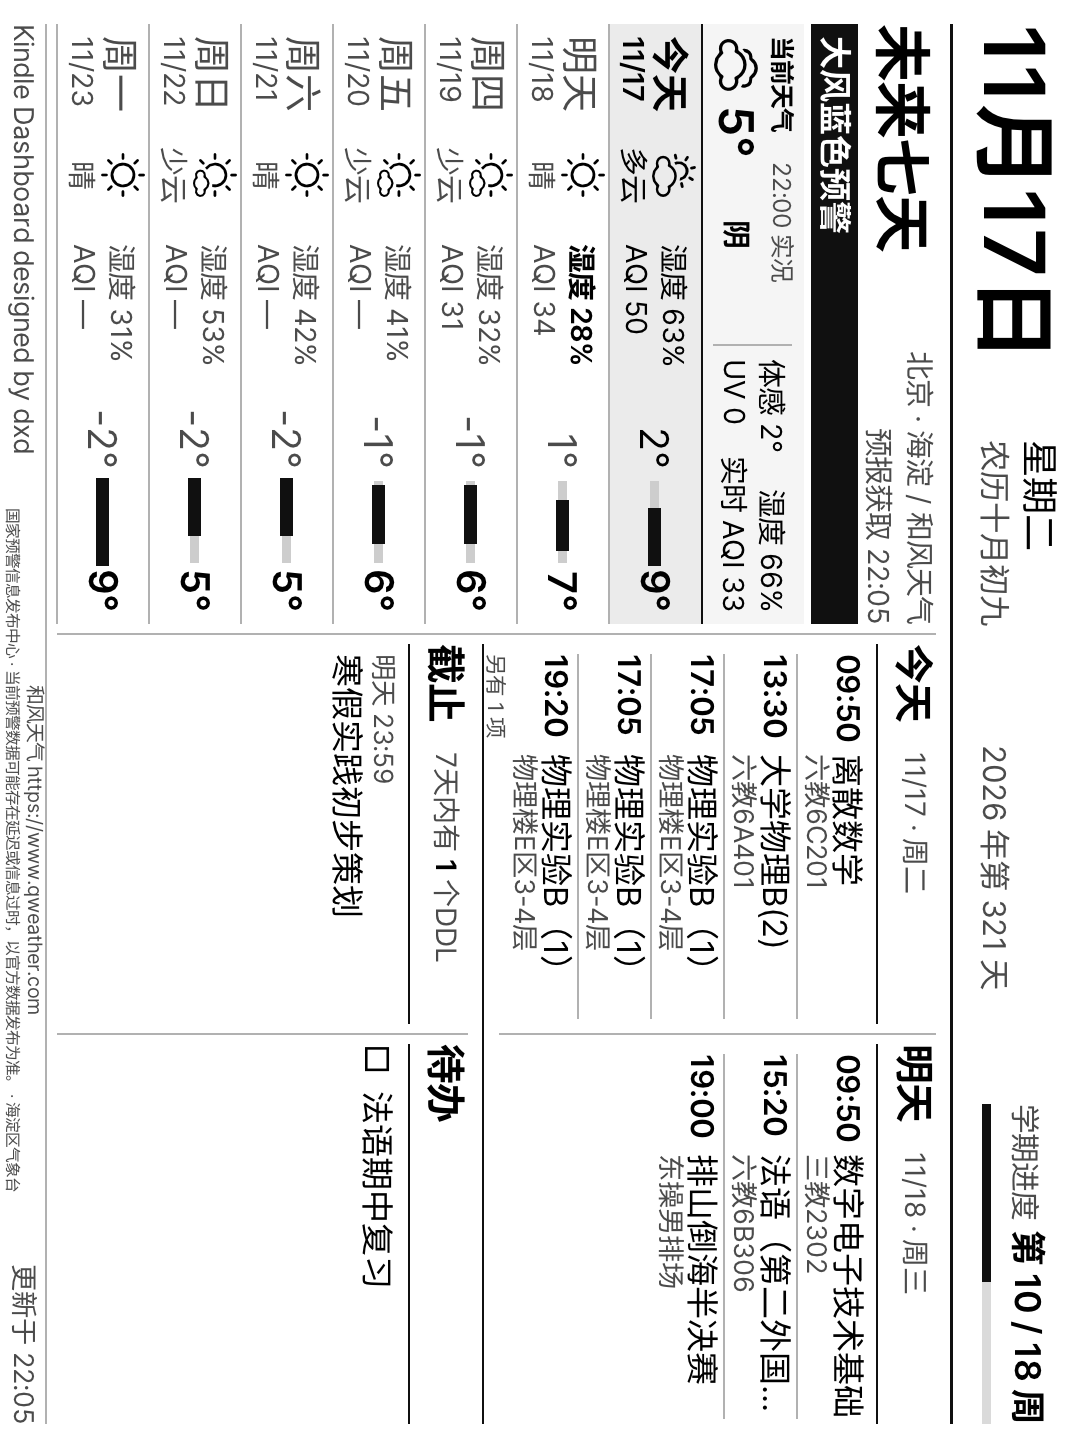 11月17日
星期二
农历十月初九
2026 年第 321 天
学期进度 第 10 / 18 周
未来七天
北京 · 海淀 / 和风天气
预报获取 22:05
大风蓝色预警
当前天气 22:00 实况
5° 阴
体感 2° 湿度 66%
UV 0 实时 AQI 33
今天 11/17 多云 湿度 63% AQI 50 2° 9°
明天 11/18 晴 湿度 28% AQI 34 1° 7°
周四 11/19 少云 湿度 32% AQI 31 -1° 6°
周五 11/20 少云 湿度 41% AQI — -1° 6°
周六 11/21 晴 湿度 42% AQI — -2° 5°
周日 11/22 少云 湿度 53% AQI — -2° 5°
周一 11/23 晴 湿度 31% AQI — -2° 9°
今天 11/17 · 周二
09:50 离散数学
六教6C201
13:30 大学物理B(2)
六教6A401
17:05 物理实验B（1）
物理楼E区3-4层
17:05 物理实验B（1）
物理楼E区3-4层
19:20 物理实验B（1）
物理楼E区3-4层
另有 1 项
明天 11/18 · 周三
09:50 数字电子技术基础
三教2302
15:20 法语（第二外国…
六教6B306
19:00 排山倒海半决赛
东操男排场
截止 7天内有 1 个DDL
明天 23:59
寒假实践初步策划
待办
法语期中复习
Kindle Dashboard designed by dxd
和风天气 https://www.qweather.com
国家预警信息发布中心 · 当前预警数据可能存在延迟或信息过时，以官方数据发布为准。 · 海淀区气象台
更新于 22:05